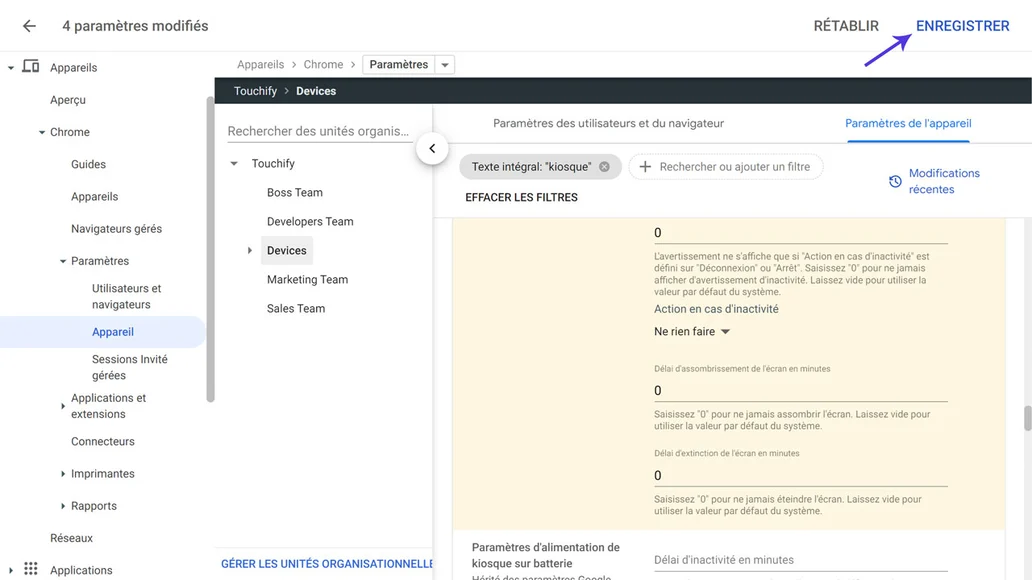 4 paramètres modifiés
RÉTABLIR
ENREGISTRER
Appareils
Aperçu
Chrome
Guides
Appareils
Navigateurs gérés
Paramètres
Utilisateurs et
navigateurs
Appareil
Sessions Invité
gérées
Applications et
extensions
Connecteurs
Imprimantes
Rapports
Réseaux
Applications
Appareils > Chrome > Paramètres
Touchify > Devices
Rechercher des unités organis...
Touchify
Boss Team
Developers Team
Devices
Marketing Team
Sales Team
GÉRER LES UNITÉS ORGANISATIONNELLE
Paramètres des utilisateurs et du navigateur
Paramètres de l'appareil
Texte intégral: "kiosque"
Rechercher ou ajouter un filtre
EFFACER LES FILTRES
Modifications
récentes
0
L'avertissement ne s'affiche que si "Action en cas d'inactivité" est
défini sur "Déconnexion" ou "Arrêt". Saisissez "0" pour ne jamais
afficher d'avertissement d'inactivité. Laissez vide pour utiliser la
valeur par défaut du système.
Action en cas d'inactivité
Ne rien faire
Délai d'assombrissement de l'écran en minutes
0
Saisissez "0" pour ne jamais assombrir l'écran. Laissez vide pour
utiliser la valeur par défaut du système.
Délai d'extinction de l'écran en minutes
0
Saisissez "0" pour ne jamais éteindre l'écran. Laissez vide pour
utiliser la valeur par défaut du système.
Paramètres d'alimentation de
kiosque sur batterie
Hérité des paramètres Google
Délai d'inactivité en minutes